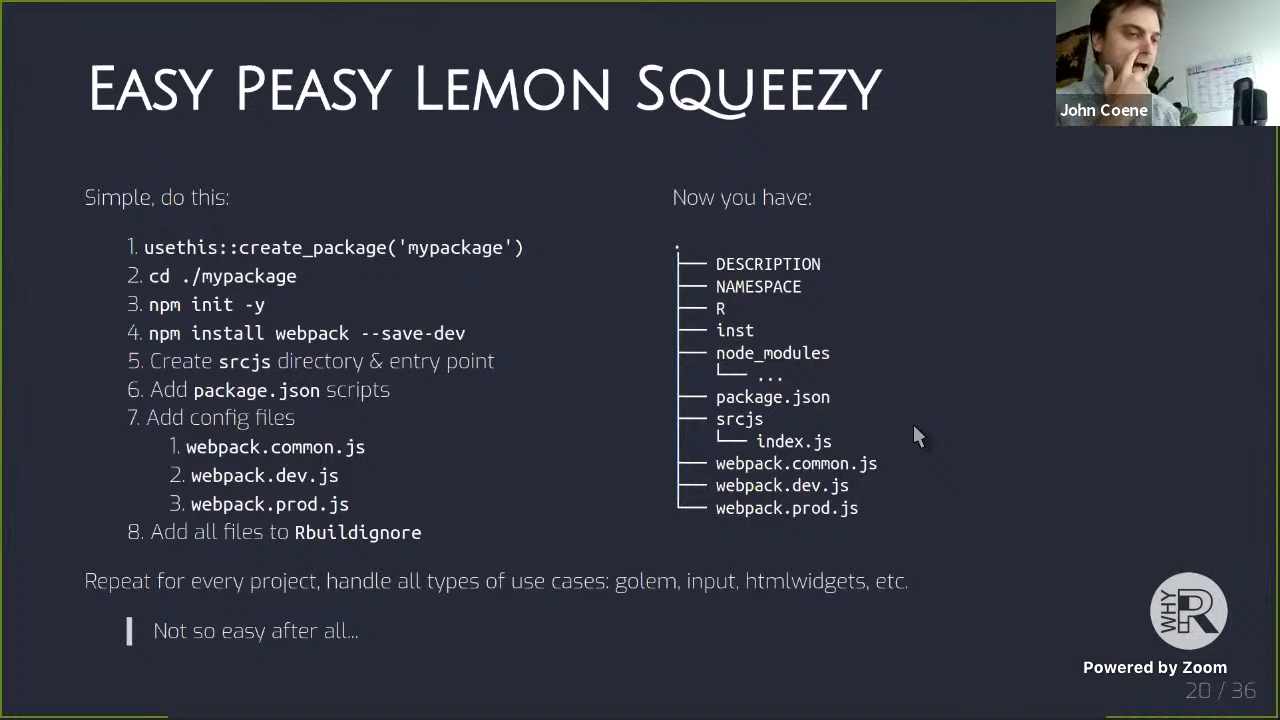 EASY PEASY LEMON SQUEEZY
John Coene
Simple, do this:
1. usethis::create_package('mypackage')
2. cd ./mypackage
3. npm init -y
4. npm install webpack --save-dev
5. Create srcjs directory & entry point
6. Add package.json scripts
7. Add config files
1. webpack.common.js
2. webpack.dev.js
3. webpack.prod.js
8. Add all files to Rbuildignore
Now you have:
.
├── DESCRIPTION
├── NAMESPACE
├── R
├── inst
├── node_modules
│   └── ...
├── package.json
├── srcjs
│   └── index.js
├── webpack.common.js
├── webpack.dev.js
└── webpack.prod.js
Repeat for every project, handle all types of use cases: golem, input, htmlwidgets, etc.
Not so easy after all...
WHY R
Powered by Zoom
20 / 36